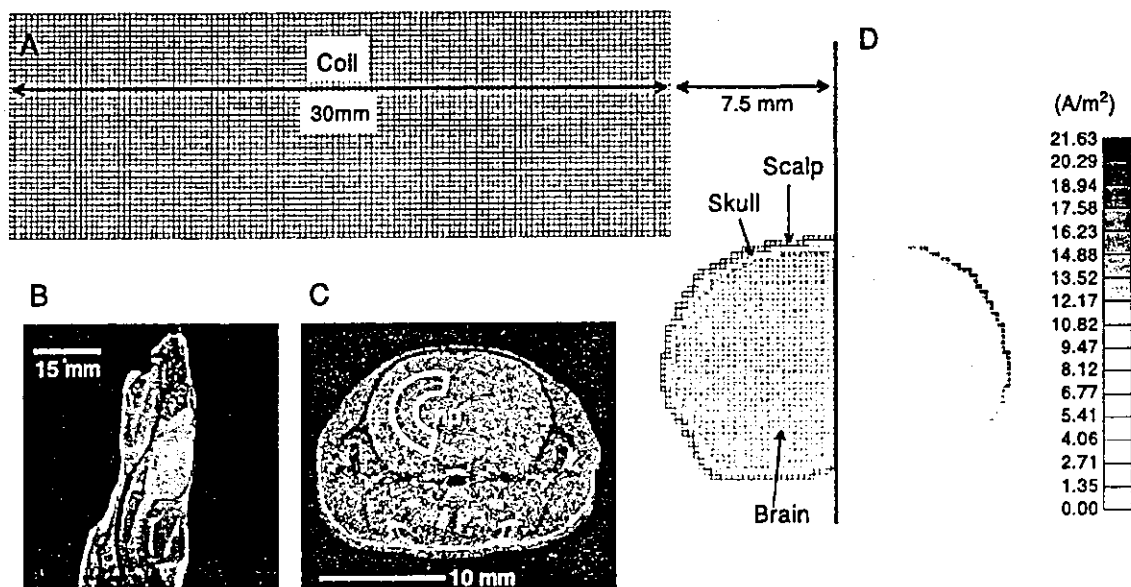 A
Coil
30mm
7.5 mm
D
Scalp
Skull
Brain
B
15 mm
C
10 mm
(A/m²)
21.63
20.29
18.94
17.58
16.23
14.88
13.52
12.17
10.82
9.47
8.12
6.77
5.41
4.06
2.71
1.35
0.00